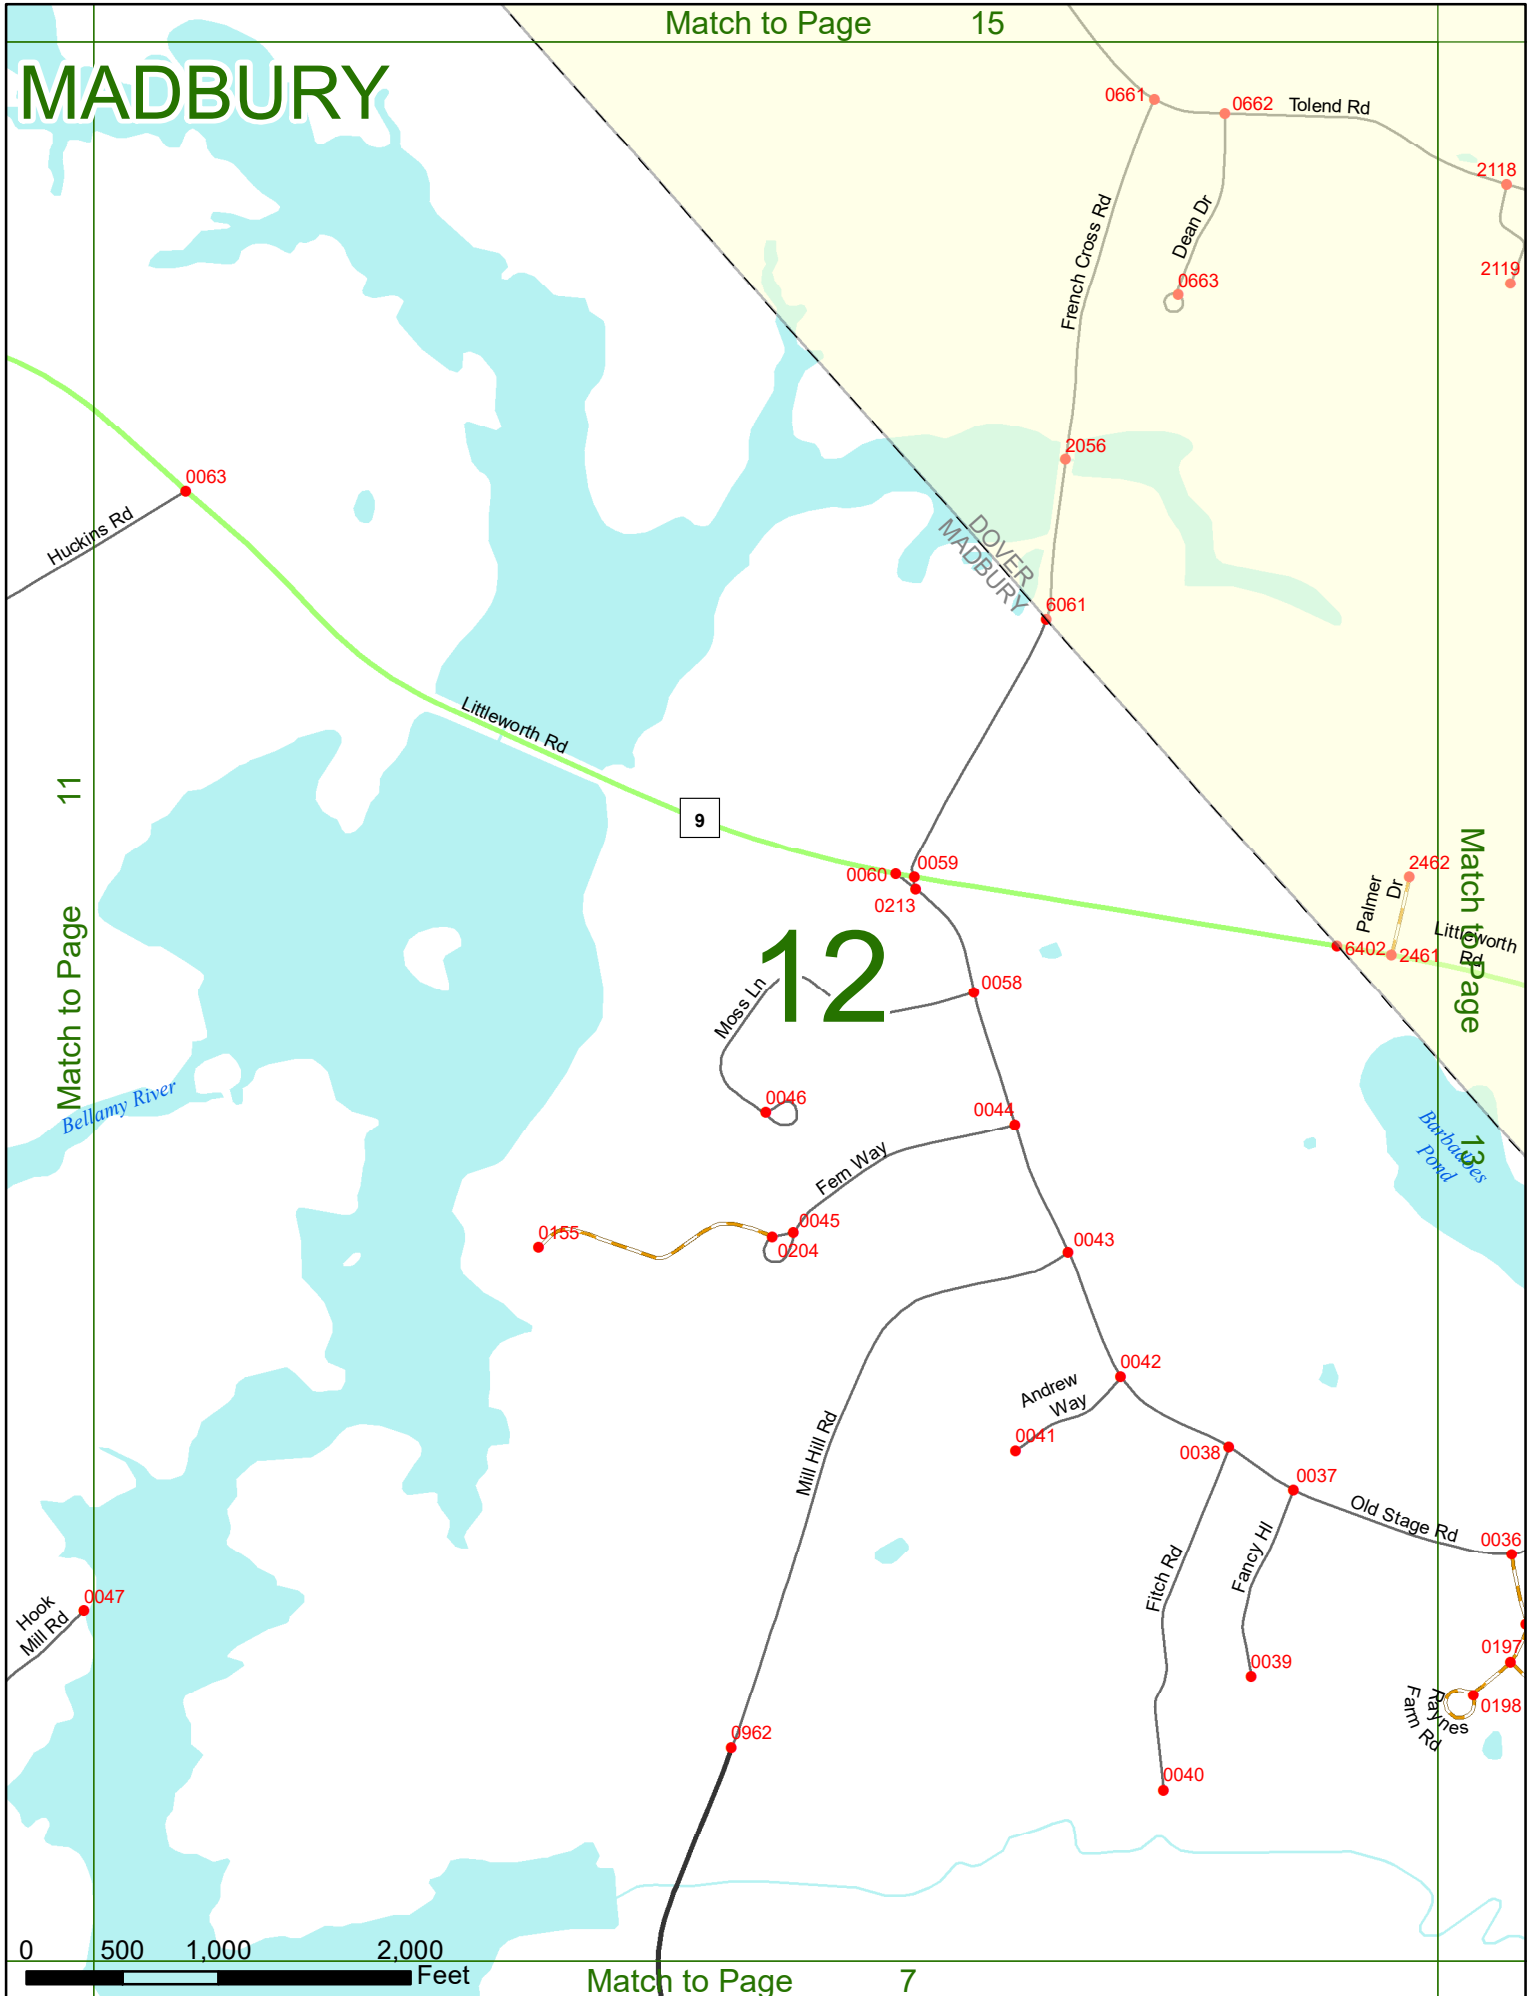 Match to Page 15
MADBURY
0661
0662
Tolend Rd
2118
French Cross Rd
Dean Dr
2119
0663
2056
0063
Huckins Rd
DOVER
MADBURY
6061
Littleworth Rd
11
Match to Page
9
0059
0060
0213
2462
Palmer
Dr
6402
2461
Littleworth
Rd
Match to Page
13
12
0058
Moss Ln
0046
0044
Bellamy River
Barbadoes
Pond
Fern Way
0155
0045
0204
0043
0042
Andrew
Way
0041
Mill Hill Rd
0038
0037
Old Stage Rd
0036
Fitch Rd
Fancy Hl
Hook
Mill Rd
0047
0197
0039
Raynes
Farm Rd
0198
0962
0040
0 500 1,000 2,000
Feet
Match to Page 7